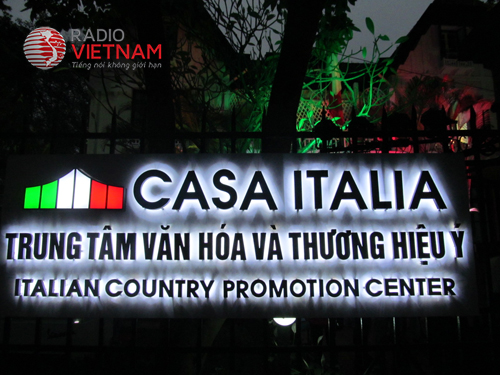 RADIO
VIETNAM
Tiếng nói không giới hạn
CASA ITALIA
TRUNG TÂM VĂN HÓA VÀ THƯƠNG HIỆU Ý
ITALIAN COUNTRY PROMOTION CENTER